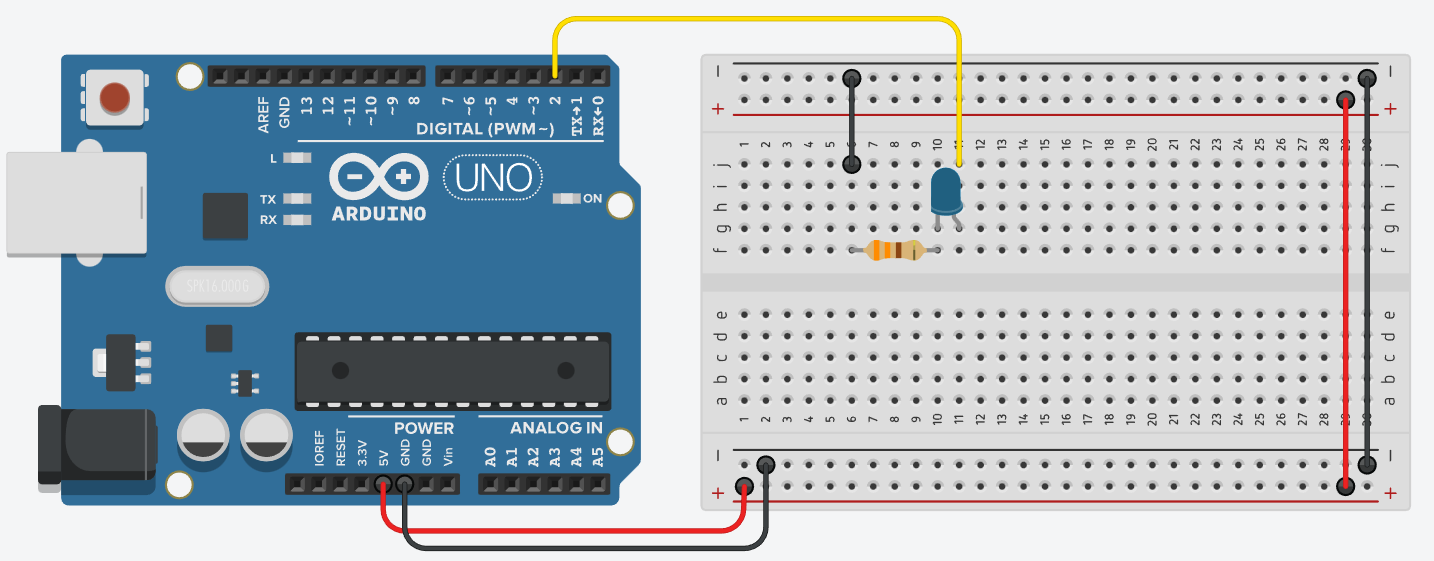 AREF
GND
13
12
~11
~10
~9
8
7
~6
~5
4
~3
2
TX→1
RX←0
DIGITAL (PWM~)
L
TX
RX
ARDUINO
UNO
ON
SPK16.000G
POWER
ANALOG IN
IOREF
RESET
3.3V
5V
GND
GND
Vin
A0
A1
A2
A3
A4
A5
− −
+ +
1 2 3 4 5 6 7 8 9 10 11 12 13 14 15 16 17 18 19 20 21 22 23 24 25 26 27 28 29 30
j j
i i
h h
g g
f f
e e
d d
c c
b b
a a
1 2 3 4 5 6 7 8 9 10 11 12 13 14 15 16 17 18 19 20 21 22 23 24 25 26 27 28 29 30
− −
+ +